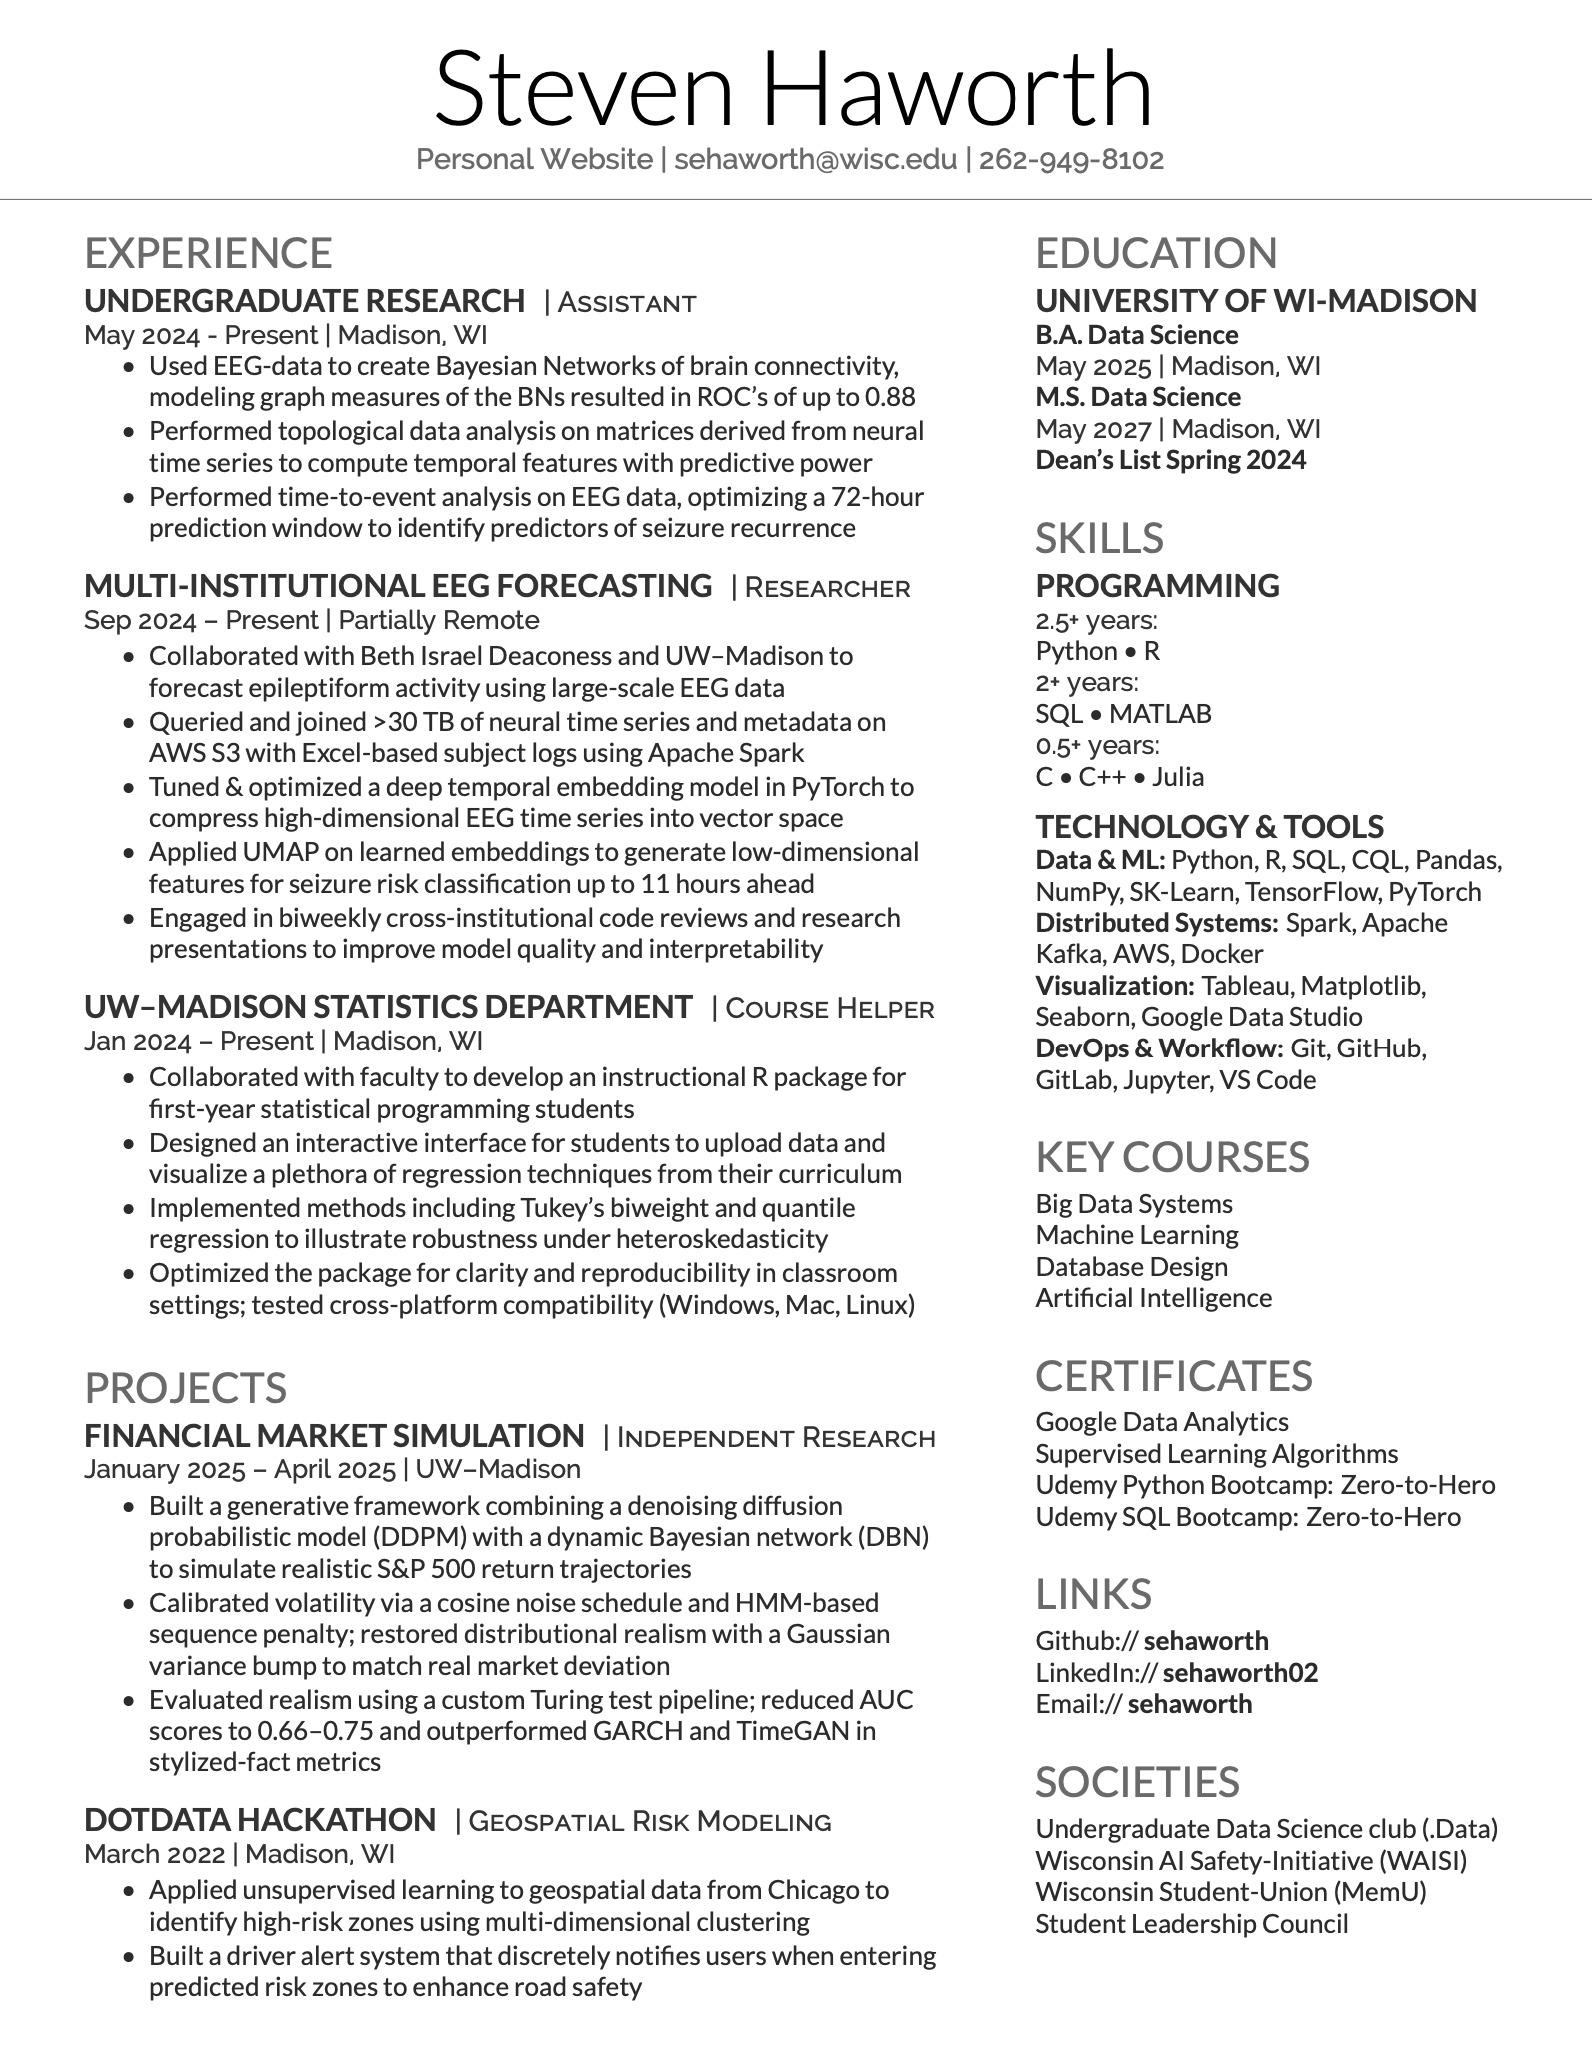 Steven Haworth
Personal Website | sehaworth@wisc.edu | 262-949-8102
EXPERIENCE
UNDERGRADUATE RESEARCH | ASSISTANT
May 2024 - Present | Madison, WI
• Used EEG-data to create Bayesian Networks of brain connectivity,
modeling graph measures of the BNs resulted in ROC’s of up to 0.88
• Performed topological data analysis on matrices derived from neural
time series to compute temporal features with predictive power
• Performed time-to-event analysis on EEG data, optimizing a 72-hour
prediction window to identify predictors of seizure recurrence
MULTI-INSTITUTIONAL EEG FORECASTING | RESEARCHER
Sep 2024 – Present | Partially Remote
• Collaborated with Beth Israel Deaconess and UW–Madison to
forecast epileptiform activity using large-scale EEG data
• Queried and joined >30 TB of neural time series and metadata on
AWS S3 with Excel-based subject logs using Apache Spark
• Tuned & optimized a deep temporal embedding model in PyTorch to
compress high-dimensional EEG time series into vector space
• Applied UMAP on learned embeddings to generate low-dimensional
features for seizure risk classification up to 11 hours ahead
• Engaged in biweekly cross-institutional code reviews and research
presentations to improve model quality and interpretability
UW–MADISON STATISTICS DEPARTMENT | COURSE HELPER
Jan 2024 – Present | Madison, WI
• Collaborated with faculty to develop an instructional R package for
first-year statistical programming students
• Designed an interactive interface for students to upload data and
visualize a plethora of regression techniques from their curriculum
• Implemented methods including Tukey’s biweight and quantile
regression to illustrate robustness under heteroskedasticity
• Optimized the package for clarity and reproducibility in classroom
settings; tested cross-platform compatibility (Windows, Mac, Linux)
PROJECTS
FINANCIAL MARKET SIMULATION | INDEPENDENT RESEARCH
January 2025 – April 2025 | UW–Madison
• Built a generative framework combining a denoising diffusion
probabilistic model (DDPM) with a dynamic Bayesian network (DBN)
to simulate realistic S&P 500 return trajectories
• Calibrated volatility via a cosine noise schedule and HMM-based
sequence penalty; restored distributional realism with a Gaussian
variance bump to match real market deviation
• Evaluated realism using a custom Turing test pipeline; reduced AUC
scores to 0.66–0.75 and outperformed GARCH and TimeGAN in
stylized-fact metrics
DOTDATA HACKATHON | GEOSPATIAL RISK MODELING
March 2022 | Madison, WI
• Applied unsupervised learning to geospatial data from Chicago to
identify high-risk zones using multi-dimensional clustering
• Built a driver alert system that discretely notifies users when entering
predicted risk zones to enhance road safety
EDUCATION
UNIVERSITY OF WI-MADISON
B.A. Data Science
May 2025 | Madison, WI
M.S. Data Science
May 2027 | Madison, WI
Dean’s List Spring 2024
SKILLS
PROGRAMMING
2.5+ years:
Python • R
2+ years:
SQL • MATLAB
0.5+ years:
C • C++ • Julia
TECHNOLOGY & TOOLS
Data & ML: Python, R, SQL, CQL, Pandas,
NumPy, SK-Learn, TensorFlow, PyTorch
Distributed Systems: Spark, Apache
Kafka, AWS, Docker
Visualization: Tableau, Matplotlib,
Seaborn, Google Data Studio
DevOps & Workflow: Git, GitHub,
GitLab, Jupyter, VS Code
KEY COURSES
Big Data Systems
Machine Learning
Database Design
Artificial Intelligence
CERTIFICATES
Google Data Analytics
Supervised Learning Algorithms
Udemy Python Bootcamp: Zero-to-Hero
Udemy SQL Bootcamp: Zero-to-Hero
LINKS
Github:// sehaworth
LinkedIn:// sehaworth02
Email:// sehaworth
SOCIETIES
Undergraduate Data Science club (.Data)
Wisconsin AI Safety-Initiative (WAISI)
Wisconsin Student-Union (MemU)
Student Leadership Council